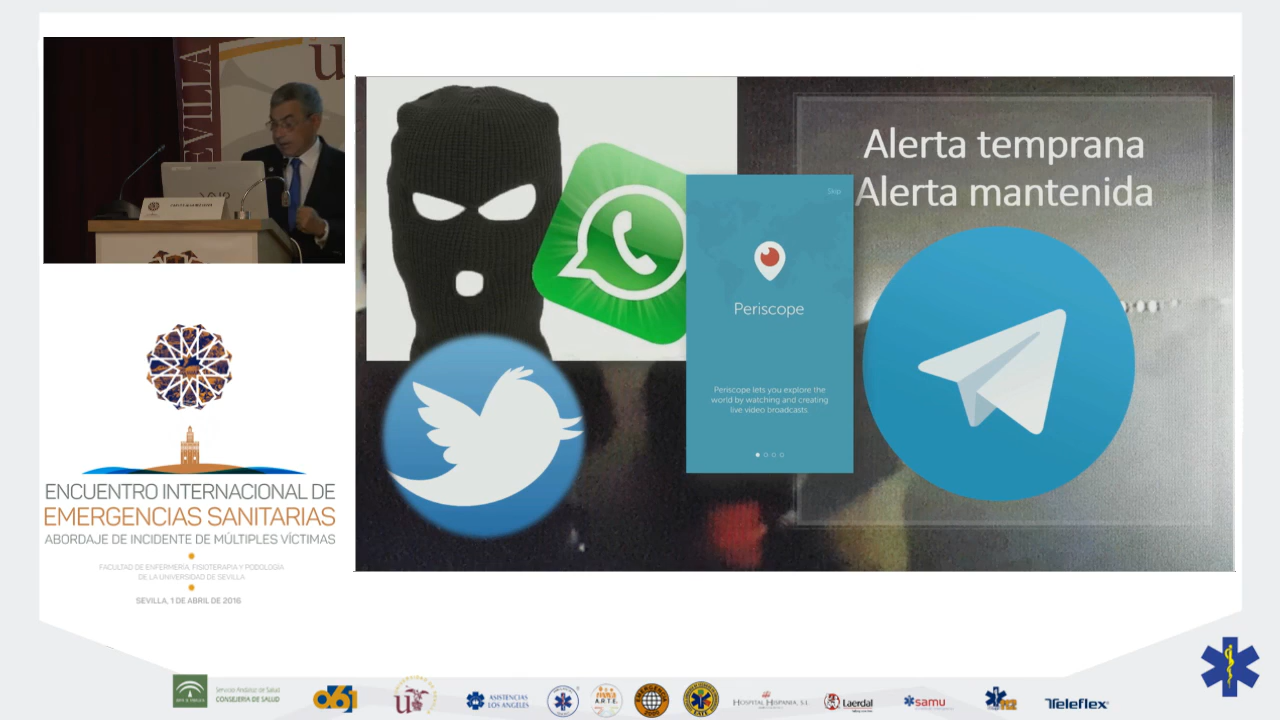 SEVILLA
Alerta temprana
Alerta mantenida
Skip
Periscope
Periscope lets you explore the
world by watching and creating
live video broadcasts
ENCUENTRO INTERNACIONAL DE
EMERGENCIAS SANITARIAS
ABORDAJE DE INCIDENTE DE MÚLTIPLES VÍCTIMAS
FACULTAD DE ENFERMERÍA, FISIOTERAPIA Y PODOLOGÍA
DE LA UNIVERSIDAD DE SEVILLA
SEVILLA, 1 DE ABRIL DE 2016
Servicio Andaluz de Salud
CONSEJERIA DE SALUD
061
ASISTENCIAS
LOS ANGELES
A.R.T.E.
HOSPITAL HISPANIA, S.L
Laerdal
samu
Teleflex